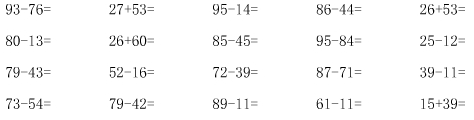 93-76= 27+53= 95-14= 86-44= 26+53=
80-13= 26+60= 85-45= 95-84= 25-12=
79-43= 52-16= 72-39= 87-71= 39-11=
73-54= 79-42= 89-11= 61-11= 15+39=